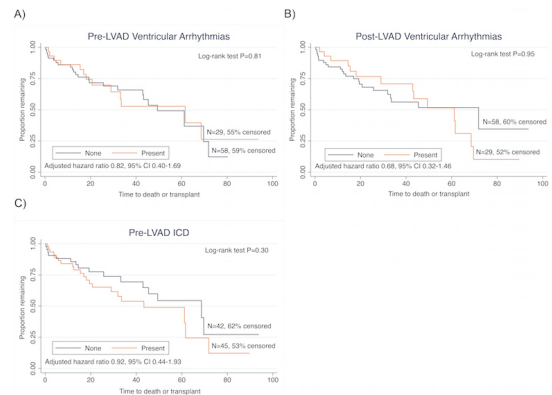 A)
Pre-LVAD Ventricular Arrhythmias
Log-rank test P=0.81
Proportion remaining
1.00
0.75
0.50
0.25
0.00
N=29, 55% censored
N=58, 59% censored
None Present
Adjusted hazard ratio 0.82, 95% CI 0.40-1.69
0 20 40 60 80 100
Time to death or transplant
B)
Post-LVAD Ventricular Arrhythmias
Log-rank test P=0.95
Proportion remaining
1.00
0.75
0.50
0.25
0.00
N=58, 60% censored
N=29, 52% censored
None Present
Adjusted hazard ratio 0.68, 95% CI 0.32-1.46
0 20 40 60 80 100
Time to death or transplant
C)
Pre-LVAD ICD
Log-rank test P=0.30
Proportion remaining
1.00
0.75
0.50
0.25
0.00
N=42, 62% censored
N=45, 53% censored
None Present
Adjusted hazard ratio 0.92, 95% CI 0.44-1.93
0 20 40 60 80 100
Time to death or transplant